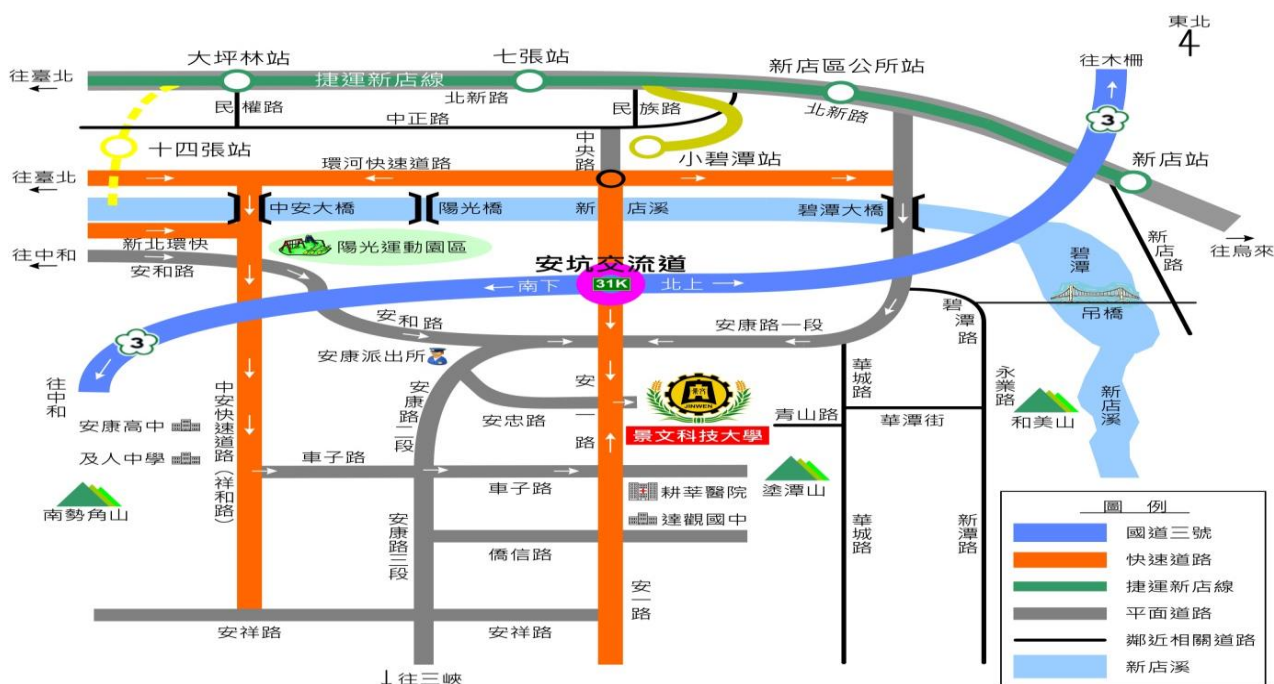 東北
4
大坪林站
七張站
新店區公所站
往木柵
往臺北
捷運新店線
北新路
民權路
民族路
北新路
3
中正路
中央路
十四張站
小碧潭站
新店站
環河快速道路
往臺北
中安大橋
陽光橋
新店溪
碧潭大橋
往烏來
新店路
新北環快
陽光運動園區
往中和
安和路
安坑交流道
碧潭
南下
31K
北上
吊橋
碧潭路
3
安和路
安康路一段
安康派出所
往中和
中安快速道路(祥和路)
安康路二段
安一路
JINWEN
華城路
永業路
新店溪
安忠路
青山路
華潭街
和美山
安康高中
景文科技大學
及人中學
車子路
車子路
耕莘醫院
塗潭山
南勢角山
達觀國中
安康路三段
僑信路
華城路
新潭路
安一路
安祥路
安祥路
往三峽
圖例
國道三號
快速道路
捷運新店線
平面道路
鄰近相關道路
新店溪